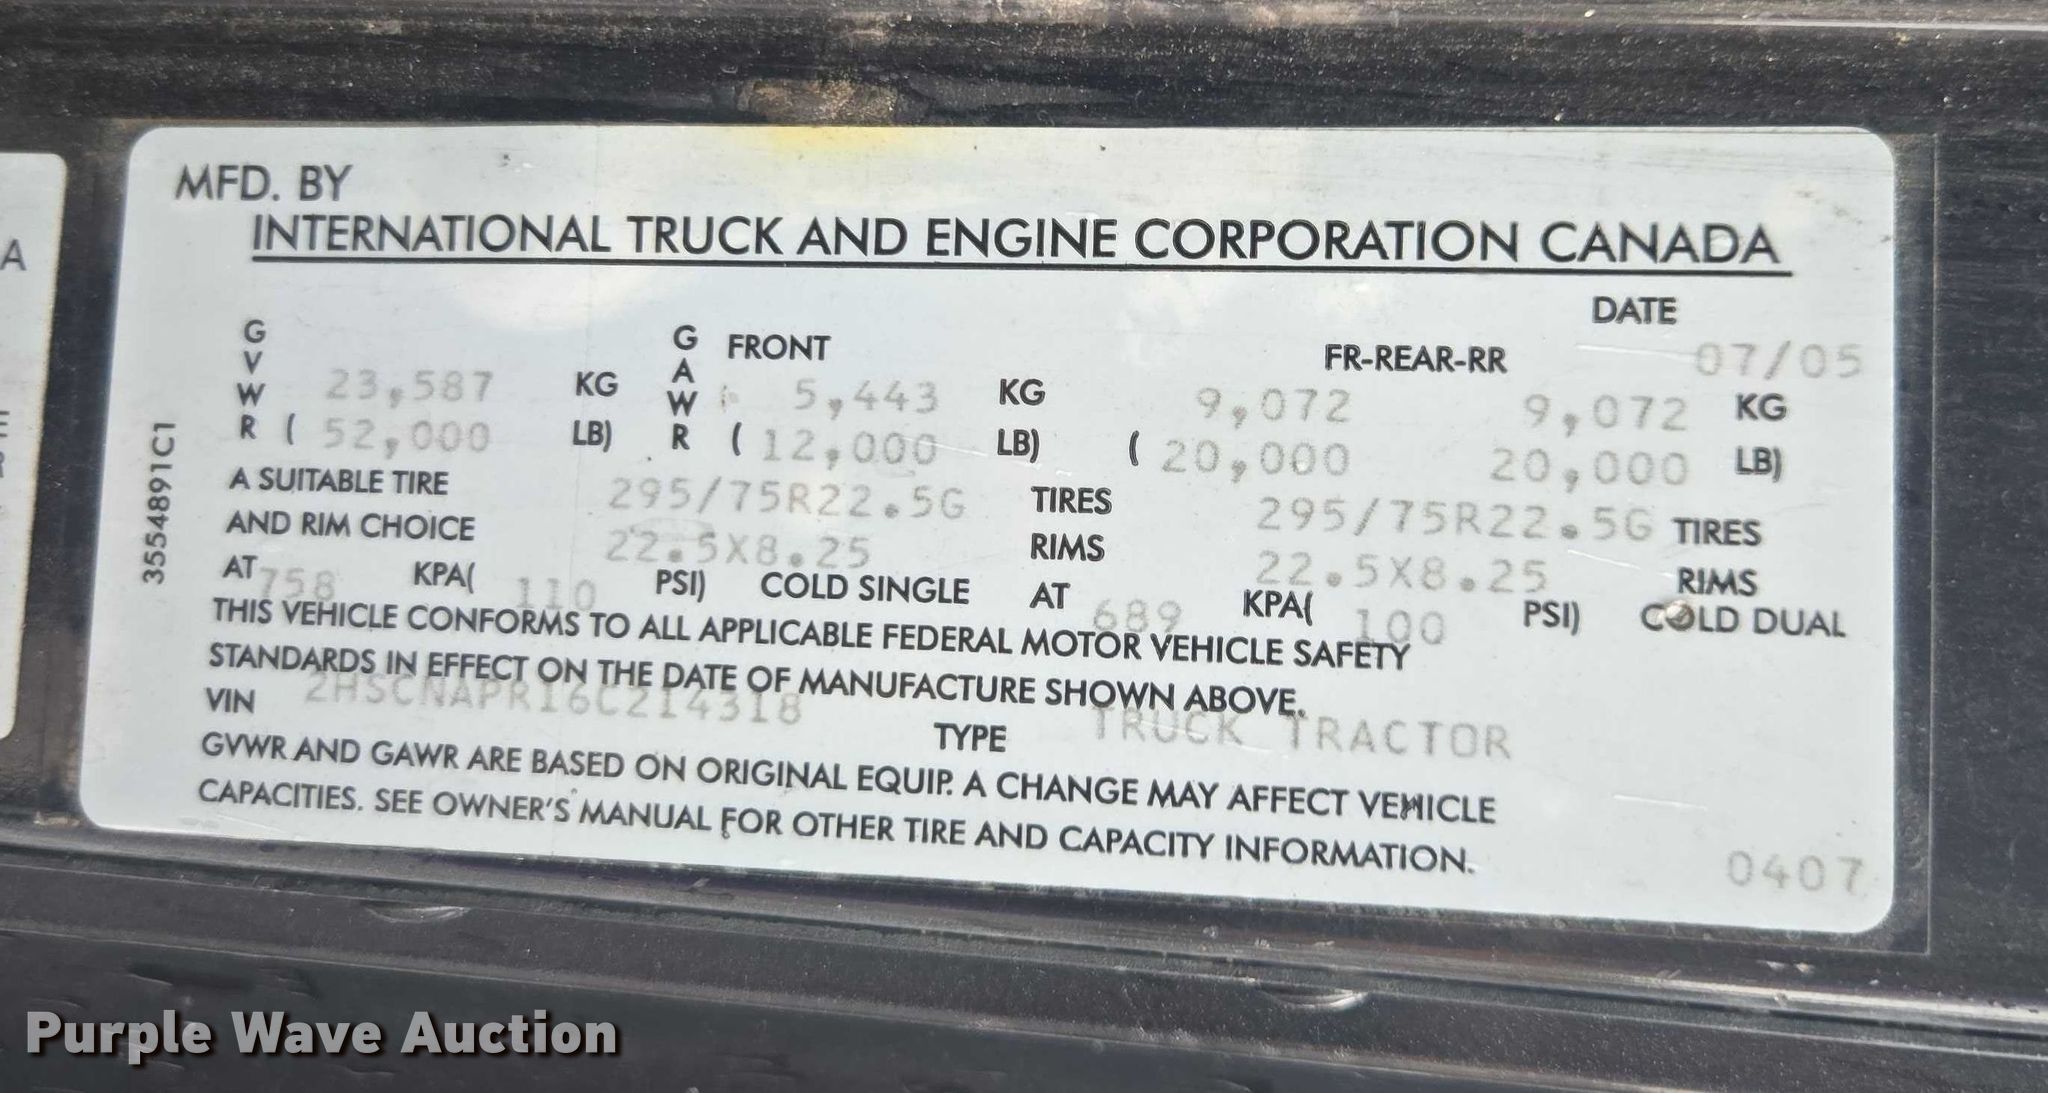 MFD. BY
INTERNATIONAL TRUCK AND ENGINE CORPORATION CANADA
DATE
07/05
GVWR 23,587 KG GAWR FRONT 5,443 KG FR-REAR-RR 9,072 9,072 KG
( 52,000 LB) ( 12,000 LB) ( 20,000 20,000 LB)
A SUITABLE TIRE 295/75R22.5G TIRES 295/75R22.5G TIRES
AND RIM CHOICE 22.5X8.25 RIMS 22.5X8.25 RIMS
AT 758 KPA( 110 PSI) COLD SINGLE AT 689 KPA( 100 PSI) COLD DUAL
THIS VEHICLE CONFORMS TO ALL APPLICABLE FEDERAL MOTOR VEHICLE SAFETY
STANDARDS IN EFFECT ON THE DATE OF MANUFACTURE SHOWN ABOVE.
VIN 2HSCNAPR16C214318 TYPE TRUCK TRACTOR
GVWR AND GAWR ARE BASED ON ORIGINAL EQUIP. A CHANGE MAY AFFECT VEHICLE
CAPACITIES. SEE OWNER'S MANUAL FOR OTHER TIRE AND CAPACITY INFORMATION.
0407
3554891C1
A
Purple Wave Auction